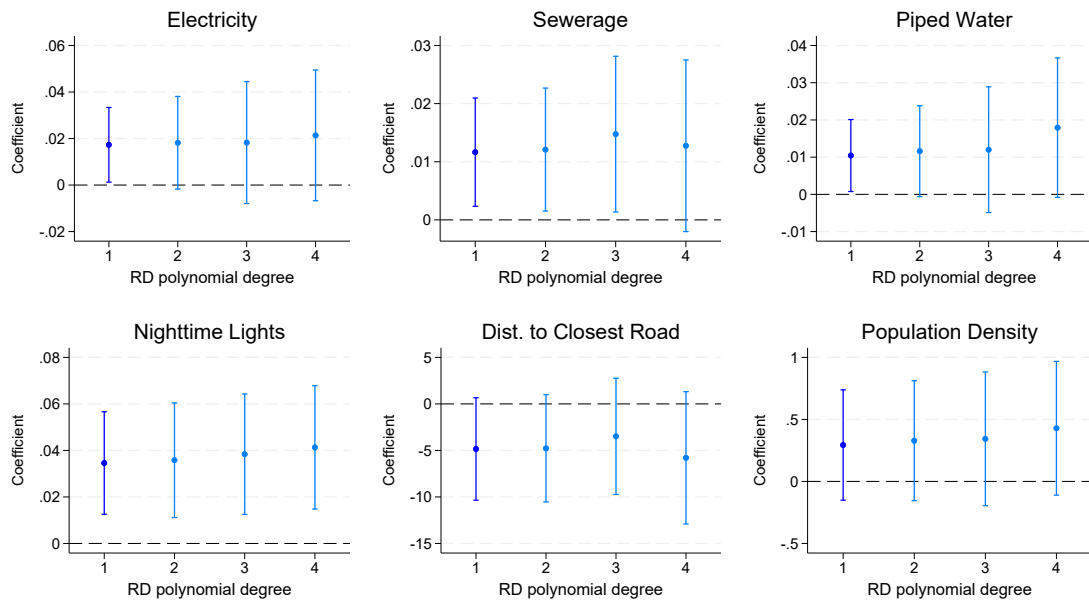 Electricity
.06
.04
.02
0
-.02
Coefficient
1 2 3 4
RD polynomial degree
Sewerage
.03
.02
.01
0
Coefficient
1 2 3 4
RD polynomial degree
Piped Water
.04
.03
.02
.01
0
-.01
Coefficient
1 2 3 4
RD polynomial degree
Nighttime Lights
.08
.06
.04
.02
0
Coefficient
1 2 3 4
RD polynomial degree
Dist. to Closest Road
5
0
-5
-10
-15
Coefficient
1 2 3 4
RD polynomial degree
Population Density
1
.5
0
-.5
Coefficient
1 2 3 4
RD polynomial degree